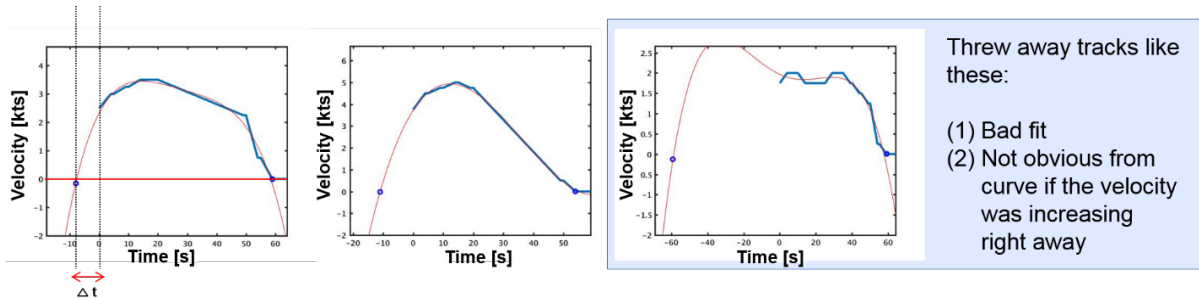 Velocity [kts]
4
3
2
1
0
−1
−2
−10 0 10 20 30 40 50 60
Time [s]
Δ t
Velocity [kts]
6
5
4
3
2
1
0
−1
−2
−20 −10 0 10 20 30 40 50
Time [s]
Velocity [kts]
2.5
2
1.5
1
0.5
0
−0.5
−1
−1.5
−2
−2.5
−60 −40 −20 0 20 40 60 80
Time [s]
Threw away tracks like
these:
(1) Bad fit
(2) Not obvious from
curve if the velocity
was increasing
right away